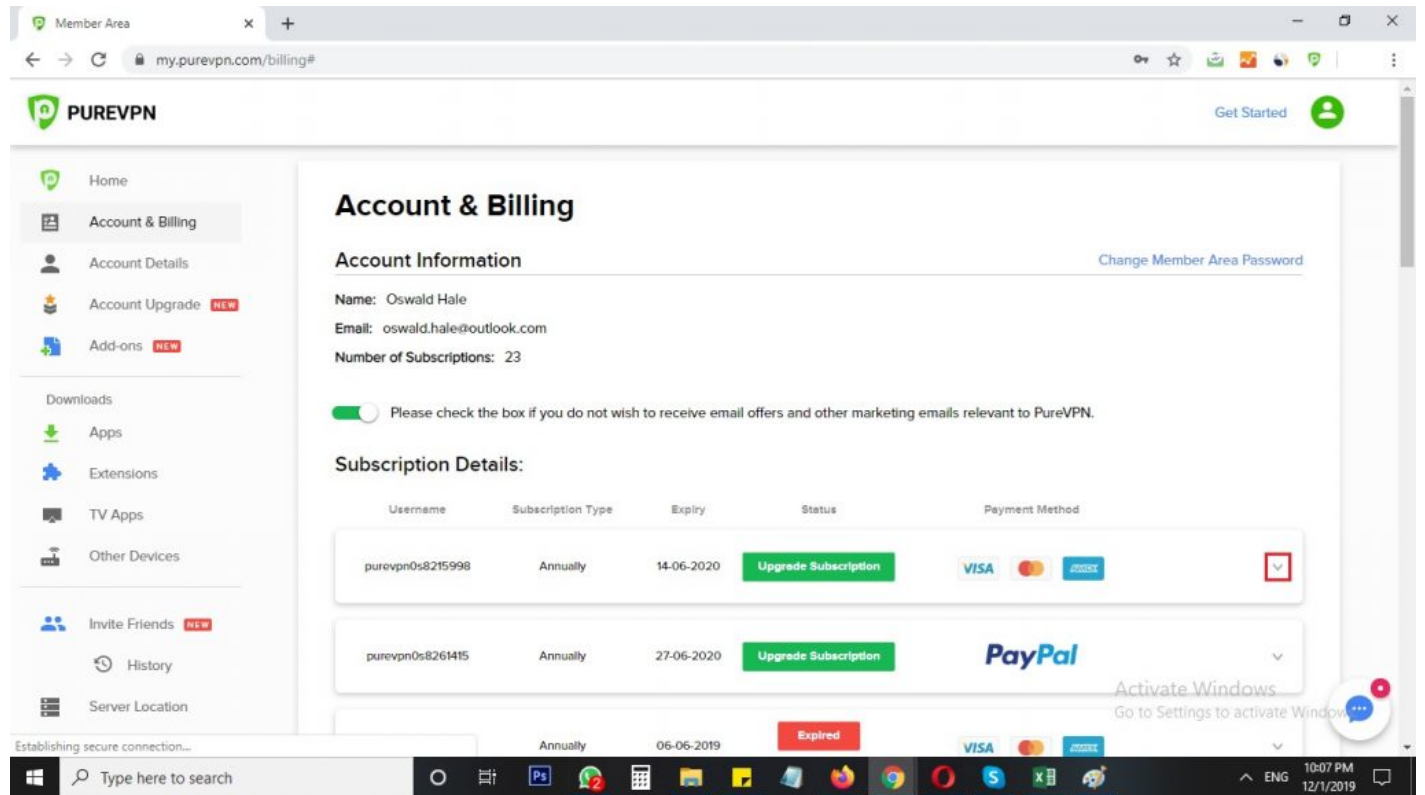 Member Area
my.purevpn.com/billing#
PUREVPN
Get Started
Home
Account & Billing
Account Details
Account Upgrade NEW
Add-ons NEW
Downloads
Apps
Extensions
TV Apps
Other Devices
Invite Friends NEW
History
Server Location
Establishing secure connection...
Account & Billing
Account Information
Change Member Area Password
Name: Oswald Hale
Email: oswald.hale@outlook.com
Number of Subscriptions: 23
Please check the box if you do not wish to receive email offers and other marketing emails relevant to PureVPN.
Subscription Details:
Username Subscription Type Expiry Status Payment Method
purevpn0s8215998 Annually 14-06-2020 Upgrade Subscription VISA AMEX
purevpn0s8261415 Annually 27-06-2020 Upgrade Subscription PayPal
Annually 06-06-2019 Expired VISA AMEX
Activate Windows
Go to Settings to activate Window
Type here to search
Ps
2
S
ENG
10:07 PM
12/1/2019